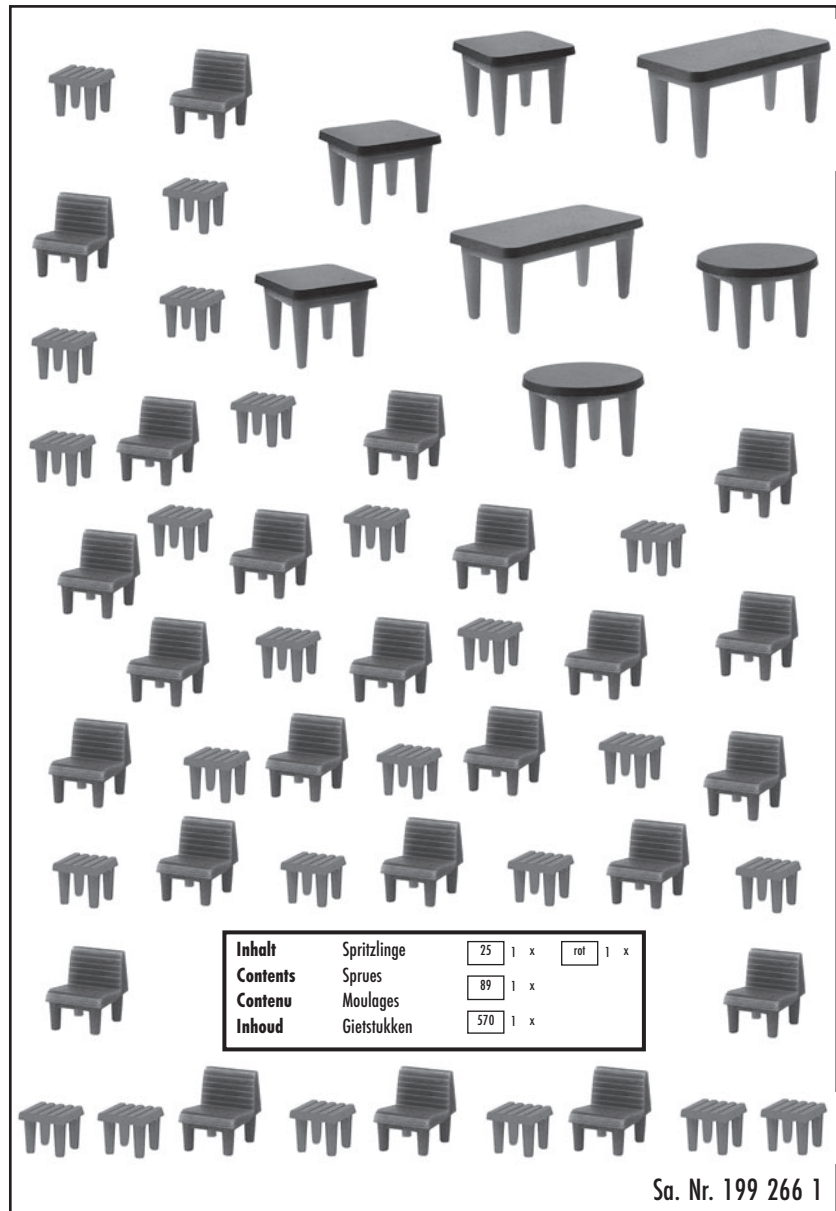 Inhalt Spritzlinge 25 1 x rot 1 x
Contents Sprues 89 1 x
Contenu Moulages
Inhoud Gietstukken 570 1 x
Sa. Nr. 199 266 1